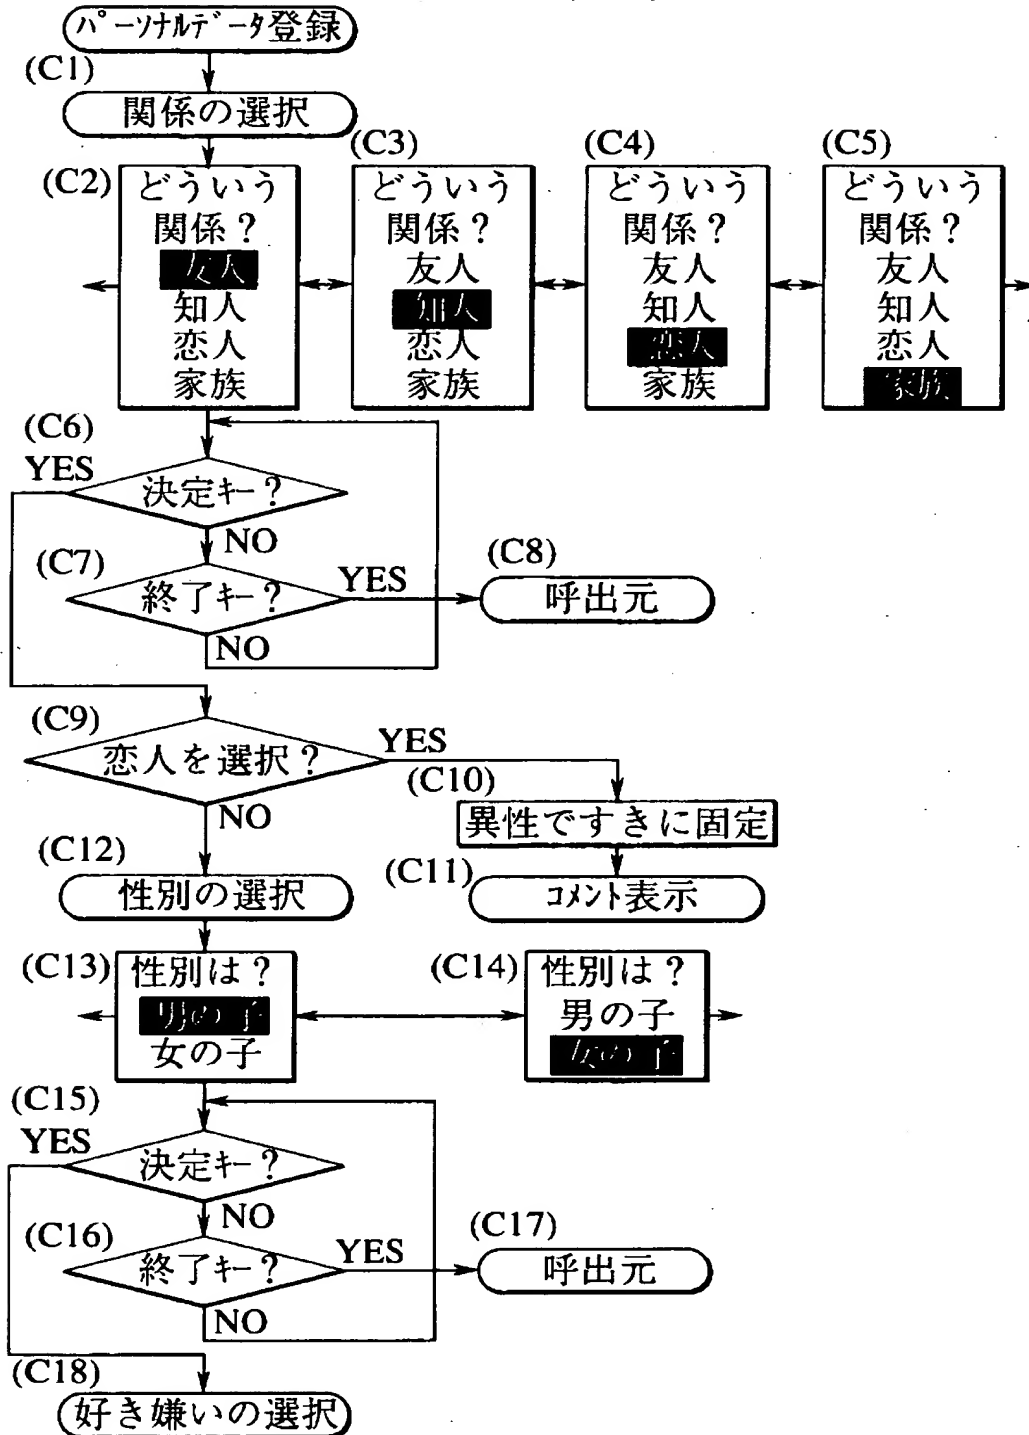 パーソナルデータ登録
(C1)
関係の選択
(C2)
どういう
関係？
友人
知人
恋人
家族
(C3)
どういう
関係？
友人
知人
恋人
家族
(C4)
どういう
関係？
友人
知人
恋人
家族
(C5)
どういう
関係？
友人
知人
恋人
家族
(C6)
YES
決定キー？
NO
(C7)
終了キー？
YES
NO
(C8)
呼出元
(C9)
恋人を選択？
YES
NO
(C10)
異性ですきに固定
(C11)
コメント表示
(C12)
性別の選択
(C13)
性別は？
男の子
女の子
(C14)
性別は？
男の子
女の子
(C15)
YES
決定キー？
NO
(C16)
終了キー？
YES
NO
(C17)
呼出元
(C18)
好き嫌いの選択